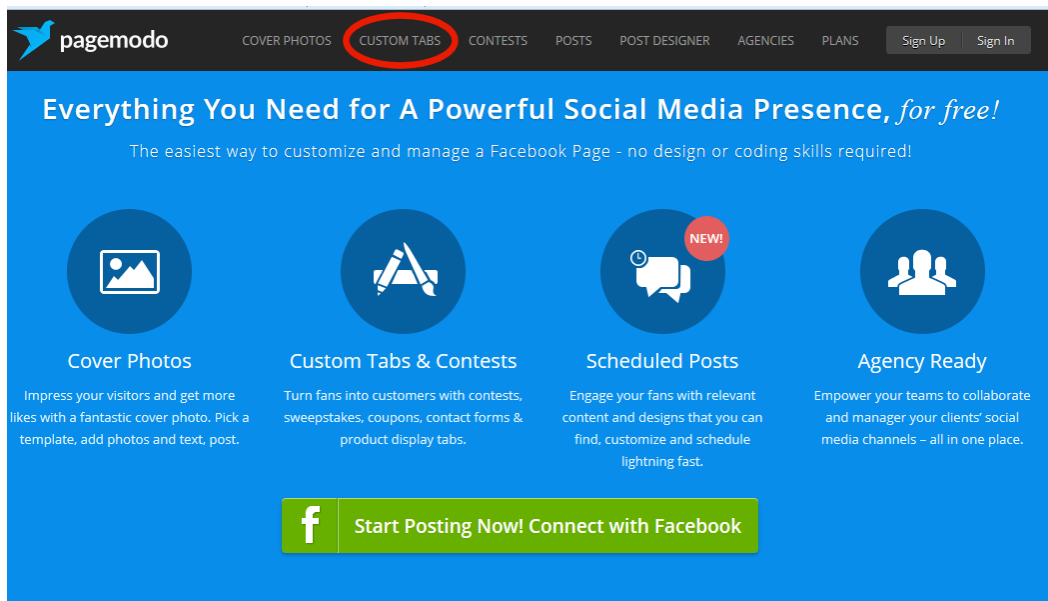 pagemodo COVER PHOTOS CUSTOM TABS CONTESTS POSTS POST DESIGNER AGENCIES PLANS Sign Up Sign In
Everything You Need for A Powerful Social Media Presence, for free!
The easiest way to customize and manage a Facebook Page - no design or coding skills required!
NEW!
Cover Photos
Impress your visitors and get more
likes with a fantastic cover photo. Pick a
template, add photos and text, post.
Custom Tabs & Contests
Turn fans into customers with contests,
sweepstakes, coupons, contact forms &
product display tabs.
Scheduled Posts
Engage your fans with relevant
content and designs that you can
find, customize and schedule
lightning fast.
Agency Ready
Empower your teams to collaborate
and manager your clients' social
media channels – all in one place.
f Start Posting Now! Connect with Facebook